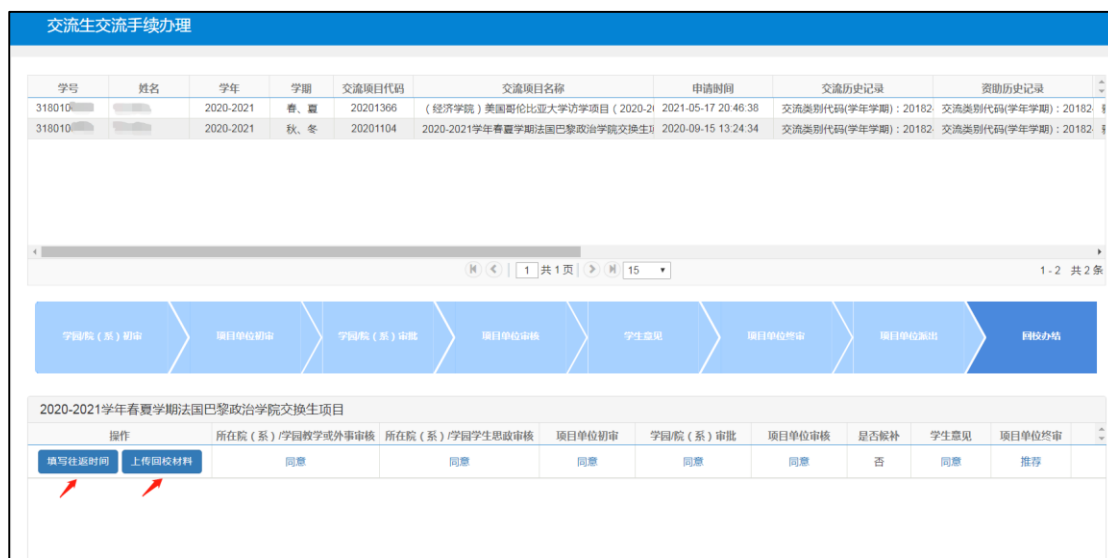 交流生交流手续办理
学号 姓名 学年 学期 交流项目代码 交流项目名称 申请时间 交流历史记录 资助历史记录
318010 2020-2021 春、夏 20201366 （经济学院）美国哥伦比亚大学访学项目（2020-20 2021-05-17 20:46:38 交流类别代码(学年学期)：20182- 交流类别代码(学年学期)：20182-
318010 2020-2021 秋、冬 20201104 2020-2021学年春夏学期法国巴黎政治学院交换生项 2020-09-15 13:24:34 交流类别代码(学年学期)：20182- 交流类别代码(学年学期)：20182-
1 共1页 15 1 - 2 共2条
学园/院（系）初审 项目单位初审 学园/院（系）审批 项目单位审核 学生意见 项目单位终审 项目单位派出 回校办结
2020-2021学年春夏学期法国巴黎政治学院交换生项目
操作 所在院（系）/学园教学或外事审核 所在院（系）/学园学生思政审核 项目单位初审 学园/院（系）审批 项目单位审核 是否候补 学生意见 项目单位终审
填写往返时间 上传回校材料 同意 同意 同意 同意 同意 否 同意 推荐